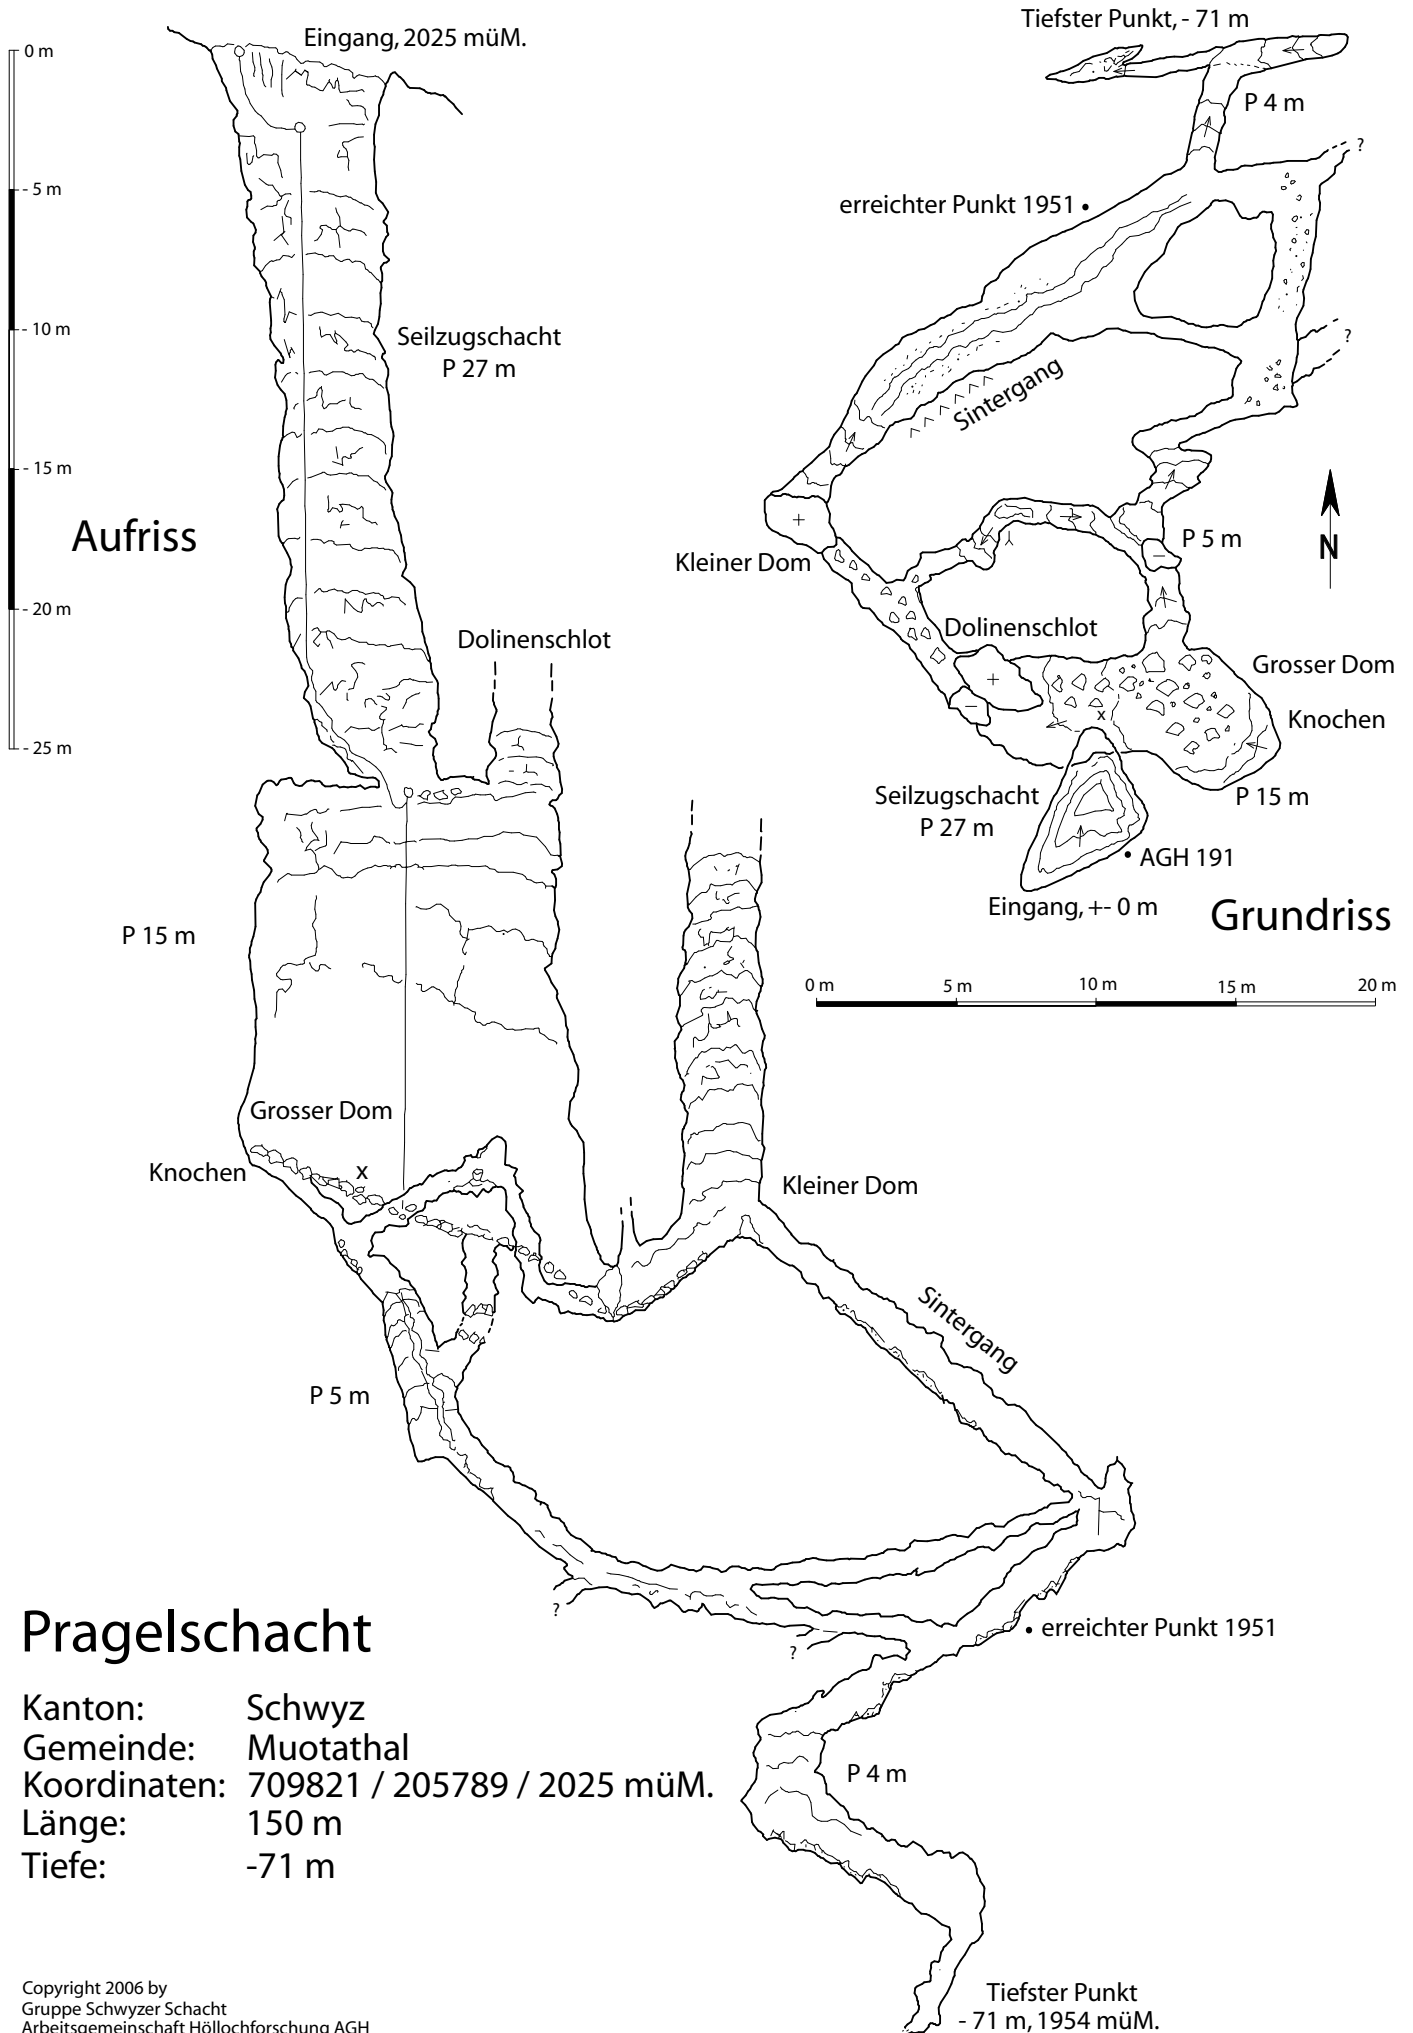 Eingang, 2025 müM.
0 m
- 5 m
- 10 m
- 15 m
- 20 m
- 25 m
Seilzugschacht
P 27 m
Aufriss
Dolinenschlot
P 15 m
Grosser Dom
Knochen
x
Kleiner Dom
Sintergang
P 5 m
?
?
erreichter Punkt 1951
P 4 m
Tiefster Punkt
- 71 m, 1954 müM.
Tiefster Punkt, - 71 m
P 4 m
?
erreichter Punkt 1951
?
Sintergang
+
Kleiner Dom
P 5 m
–
N
Dolinenschlot
+
–
x
Grosser Dom
Knochen
P 15 m
Seilzugschacht
P 27 m
AGH 191
Eingang, +- 0 m
Grundriss
0 m 5 m 10 m 15 m 20 m
Pragelschacht
Kanton: Schwyz
Gemeinde: Muotathal
Koordinaten: 709821 / 205789 / 2025 müM.
Länge: 150 m
Tiefe: -71 m
Copyright 2006 by
Gruppe Schwyzer Schacht
Arbeitsgemeinschaft Höllochforschung AGH